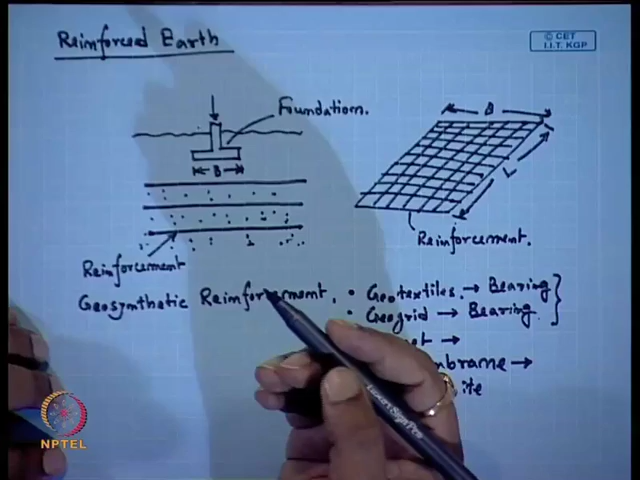 Reinforced Earth
© CET
I.I.T. KGP
Foundation.
B
B
L
Reinforcement.
Reinforcement
Geosynthetic Reinforcement. • Geotextiles. → Bearing
• Geogrid → Bearing
→
→
NPTEL